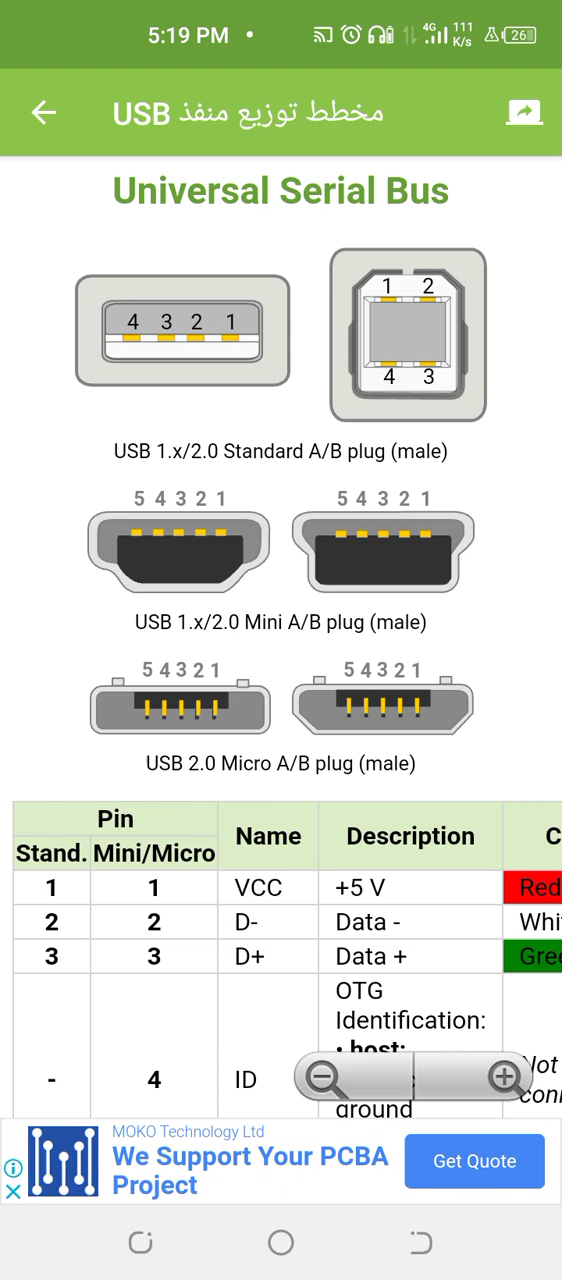 5:19 PM •
4G 111 K/s 26
مخطط توزيع منفذ USB
Universal Serial Bus
4 3 2 1
1 2
4 3
USB 1.x/2.0 Standard A/B plug (male)
5 4 3 2 1
5 4 3 2 1
USB 1.x/2.0 Mini A/B plug (male)
5 4 3 2 1
5 4 3 2 1
USB 2.0 Micro A/B plug (male)
Pin Name Description C
Stand. Mini/Micro
1 1 VCC +5 V Red
2 2 D- Data - Whi
3 3 D+ Data + Gree
OTG
Identification:
• host:
- 4 ID
Not
con
ground
MOKO Technology Ltd
We Support Your PCBA
Project
Get Quote